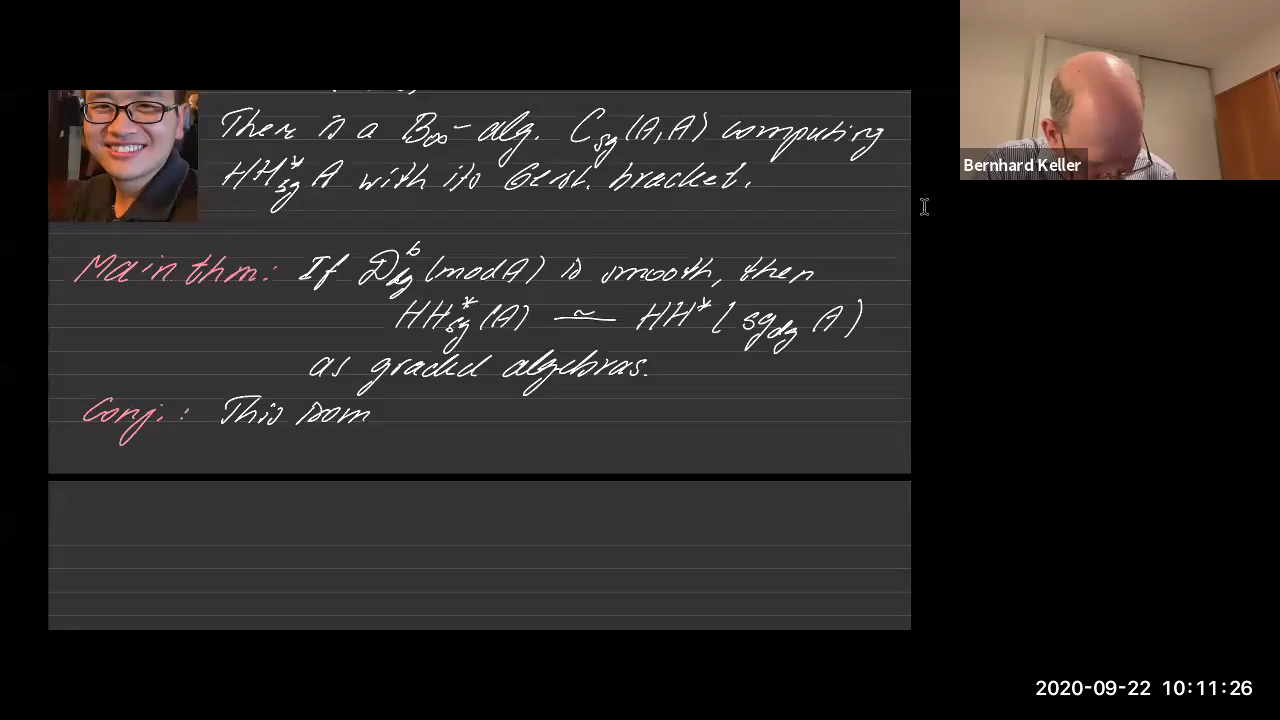 There is a B∞-alg. C_sg(A,A) computing
HH*_sg A with its Gerst. bracket.
Bernhard Keller
Main thm: If D^b_dg(mod A) is smooth, then
HH*_sg(A) ≃ HH*(sg_dg A)
as graded algebras.
Conj.: This isom
2020-09-22 10:11:26